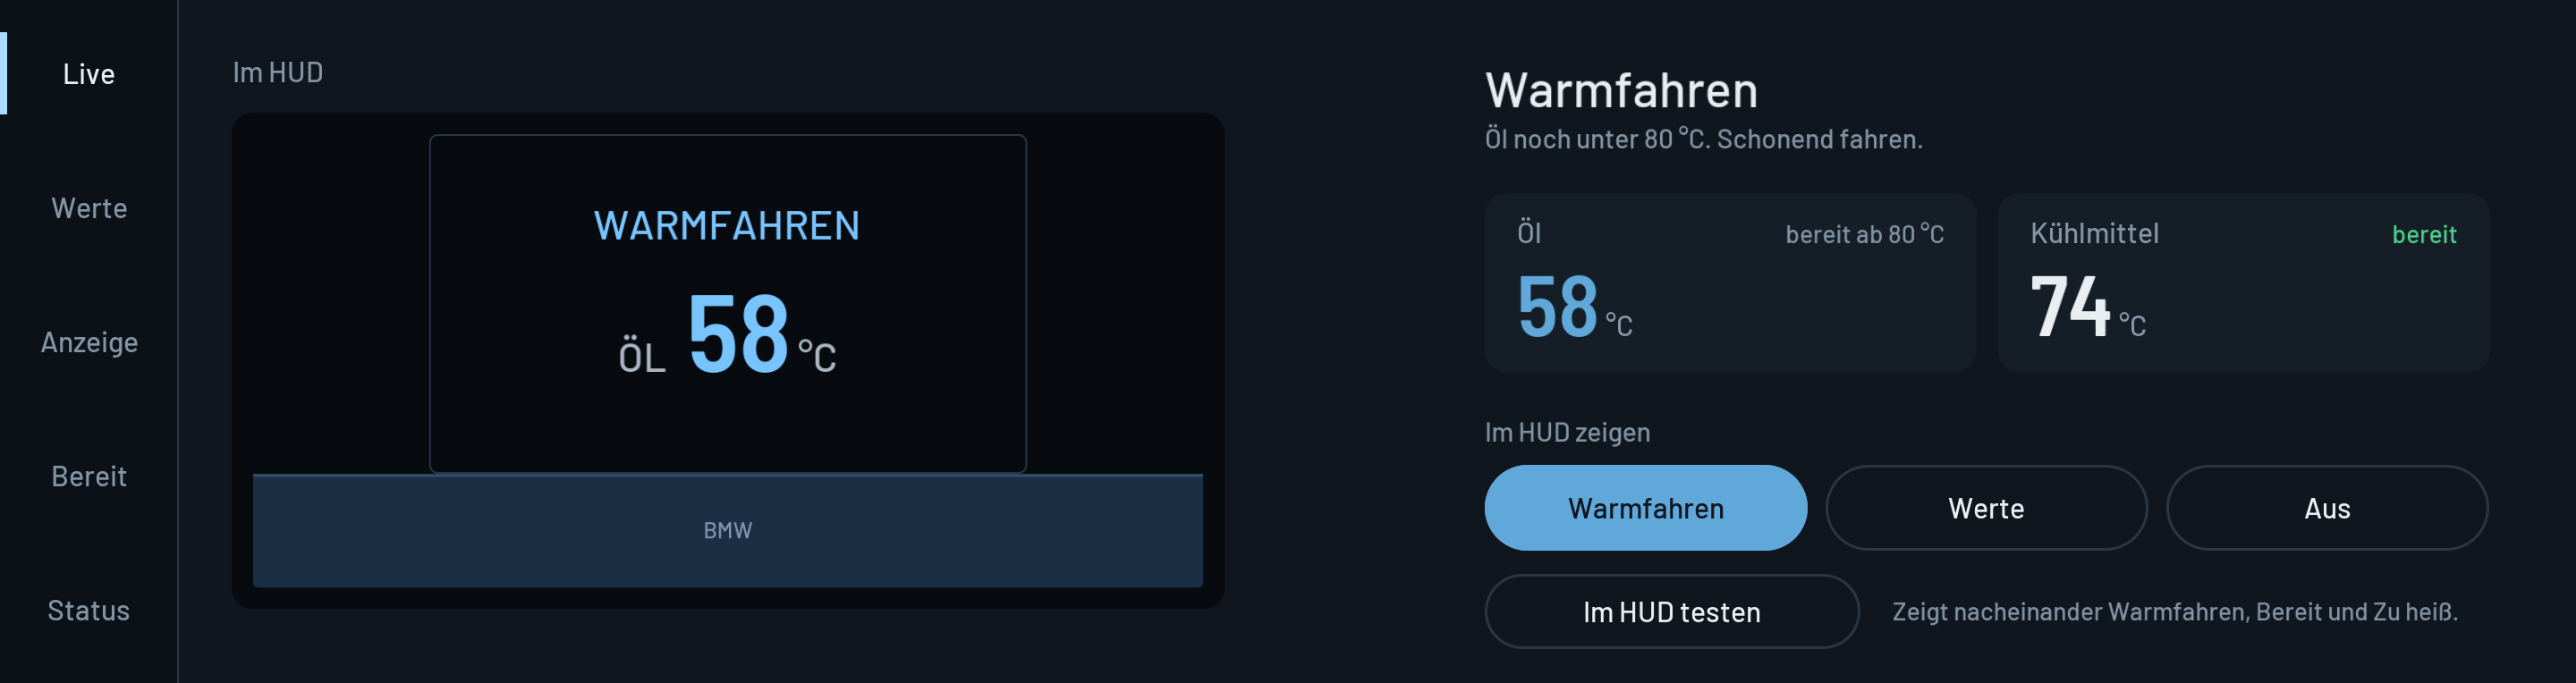 Live
Werte
Anzeige
Bereit
Status
Im HUD
WARMFAHREN
ÖL 58 °C
BMW
Warmfahren
Öl noch unter 80 °C. Schonend fahren.
Öl bereit ab 80 °C
58 °C
Kühlmittel bereit
74 °C
Im HUD zeigen
Warmfahren Werte Aus
Im HUD testen Zeigt nacheinander Warmfahren, Bereit und Zu heiß.